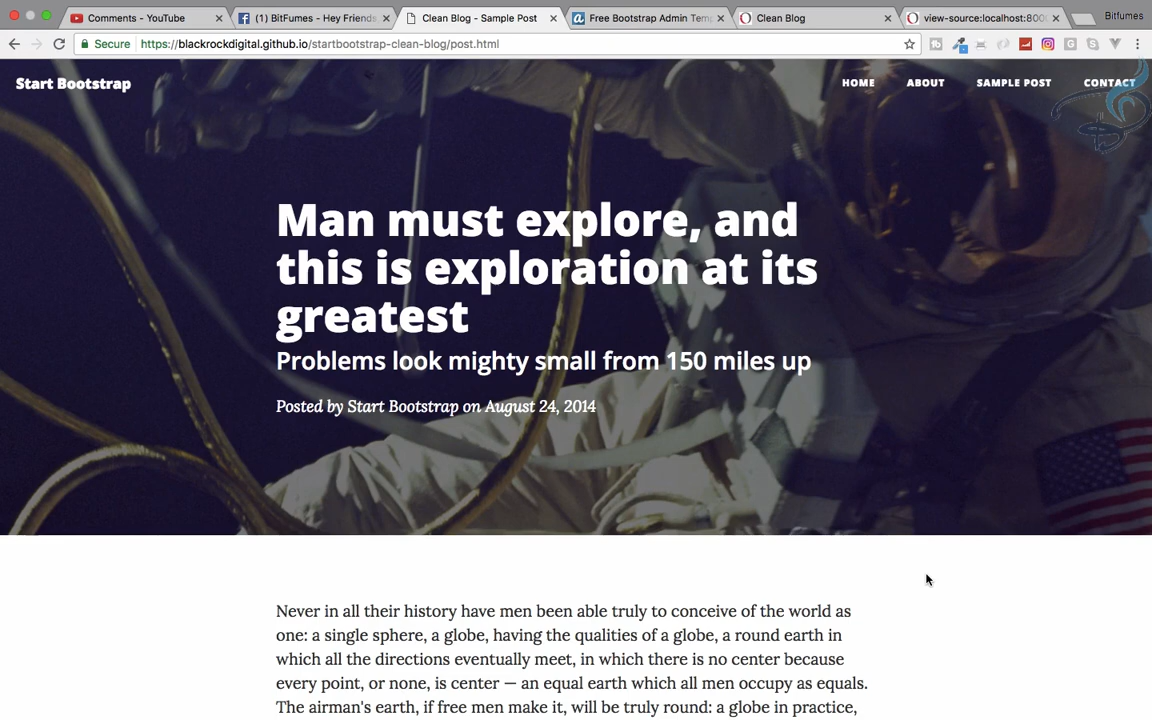 Comments - YouTube
(1) BitFumes - Hey Friends,
Clean Blog - Sample Post
Free Bootstrap Admin Tem
Clean Blog
view-source:localhost:800
Bitfumes
Secure
https://blackrockdigital.github.io/startbootstrap-clean-blog/post.html
Start Bootstrap
HOME
ABOUT
SAMPLE POST
CONTACT
Man must explore, and
this is exploration at its
greatest
Problems look mighty small from 150 miles up
Posted by Start Bootstrap on August 24, 2014
Never in all their history have men been able truly to conceive of the world as
one: a single sphere, a globe, having the qualities of a globe, a round earth in
which all the directions eventually meet, in which there is no center because
every point, or none, is center — an equal earth which all men occupy as equals.
The airman's earth, if free men make it, will be truly round: a globe in practice,